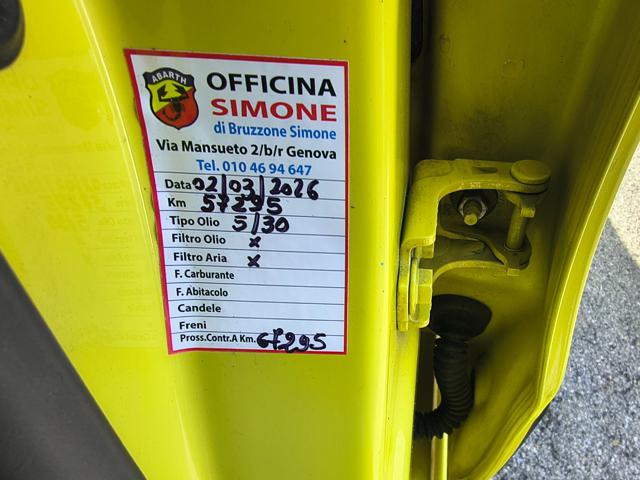 ABARTH
OFFICINA
SIMONE
di Bruzzone Simone
Via Mansueto 2/b/r Genova
Tel. 010 46 94 647
Data 02/03/2026
Km 57295
Tipo Olio 5/30
Filtro Olio x
Filtro Aria x
F. Carburante
F. Abitacolo
Candele
Freni
Pross.Contr.A Km. 67295